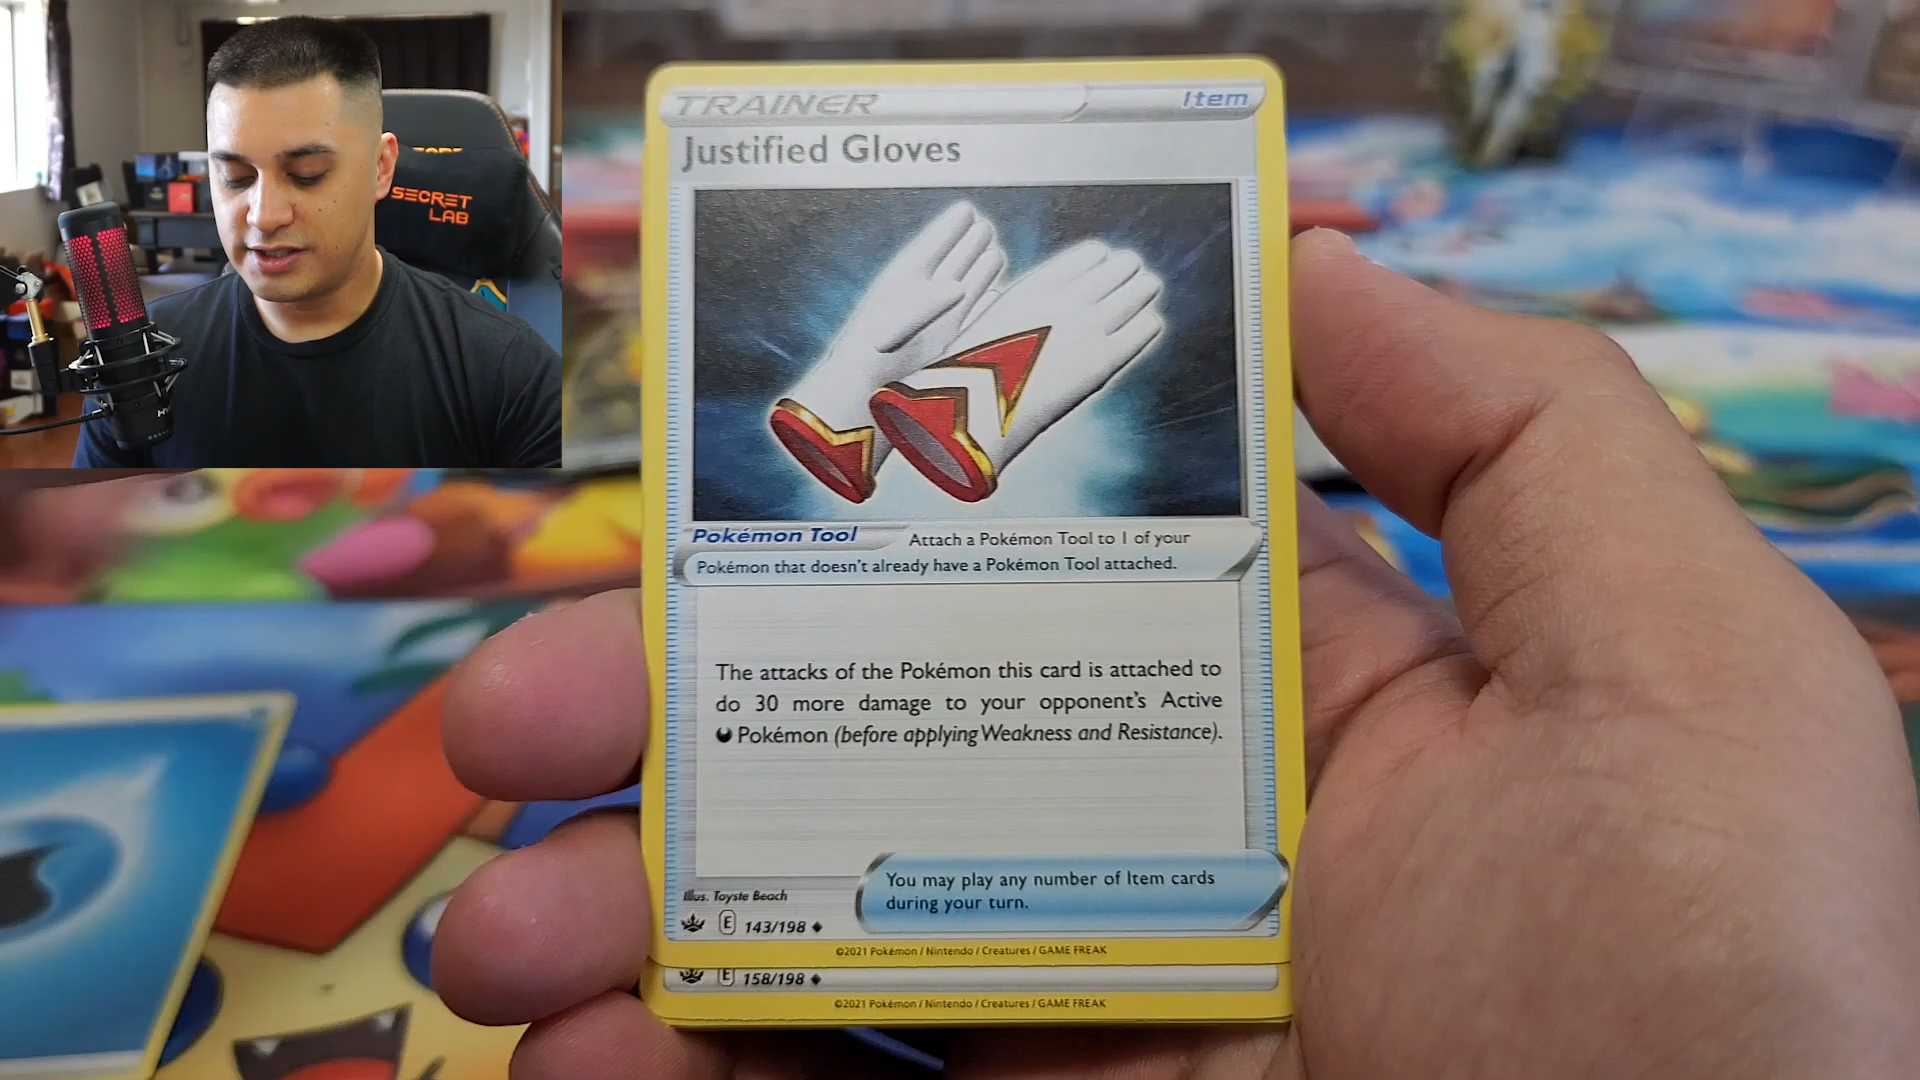 SECRET
LAB
TRAINER
Item
Justified Gloves
Pokémon Tool Attach a Pokémon Tool to 1 of your
Pokémon that doesn't already have a Pokémon Tool attached.
The attacks of the Pokémon this card is attached to
do 30 more damage to your opponent's Active
Pokémon (before applying Weakness and Resistance).
You may play any number of Item cards
during your turn.
Illus. Toyste Beach
E 143/198
©2021 Pokémon / Nintendo / Creatures / GAME FREAK
E 158/198
©2021 Pokémon / Nintendo / Creatures / GAME FREAK